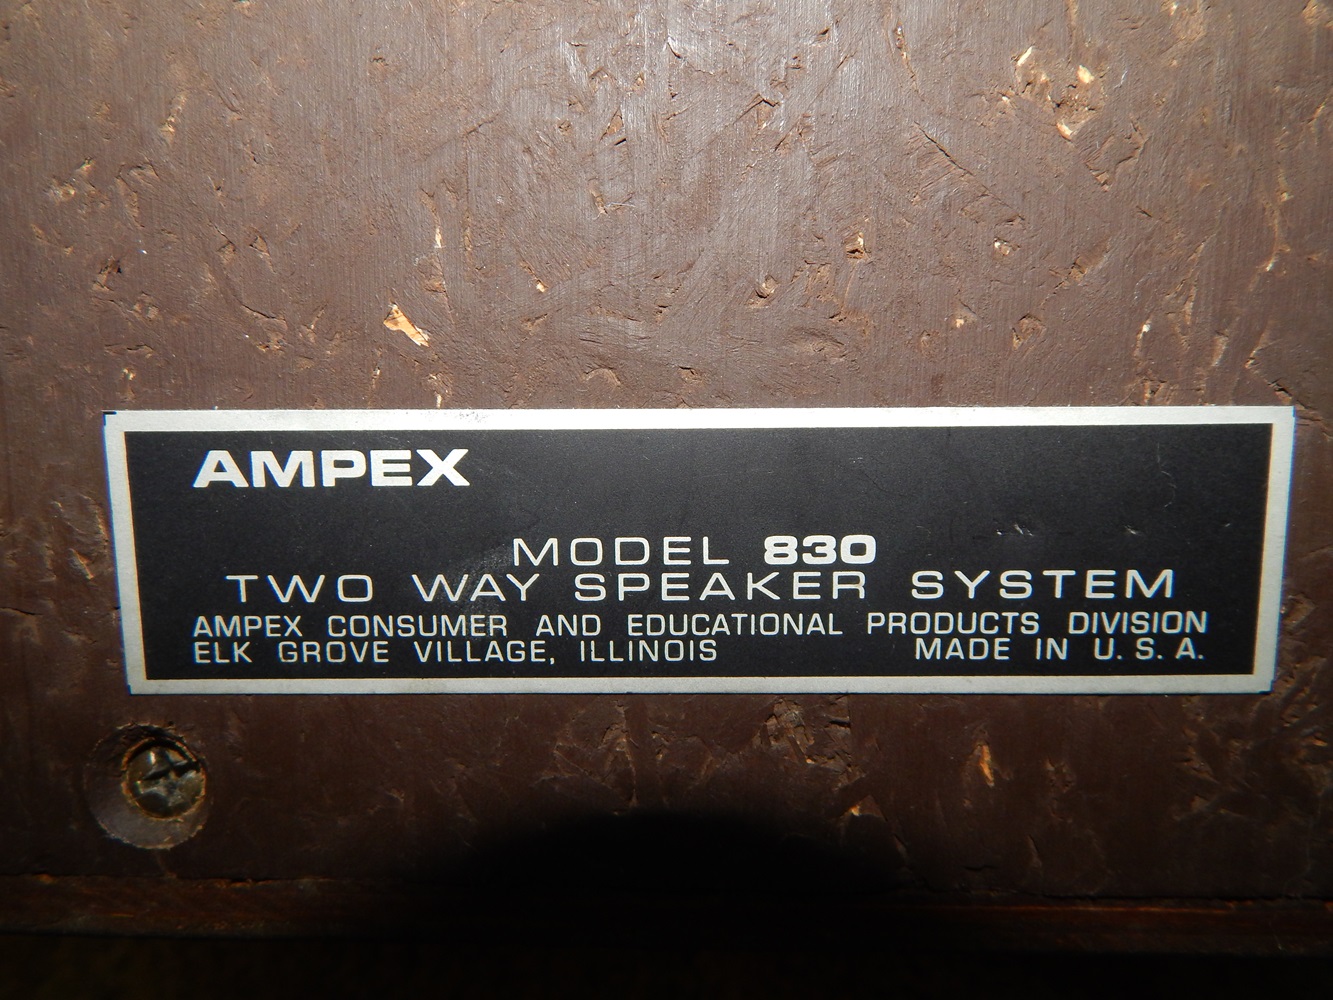 AMPEX
MODEL 830
TWO WAY SPEAKER SYSTEM
AMPEX CONSUMER AND EDUCATIONAL PRODUCTS DIVISION
ELK GROVE VILLAGE, ILLINOIS MADE IN U. S. A.